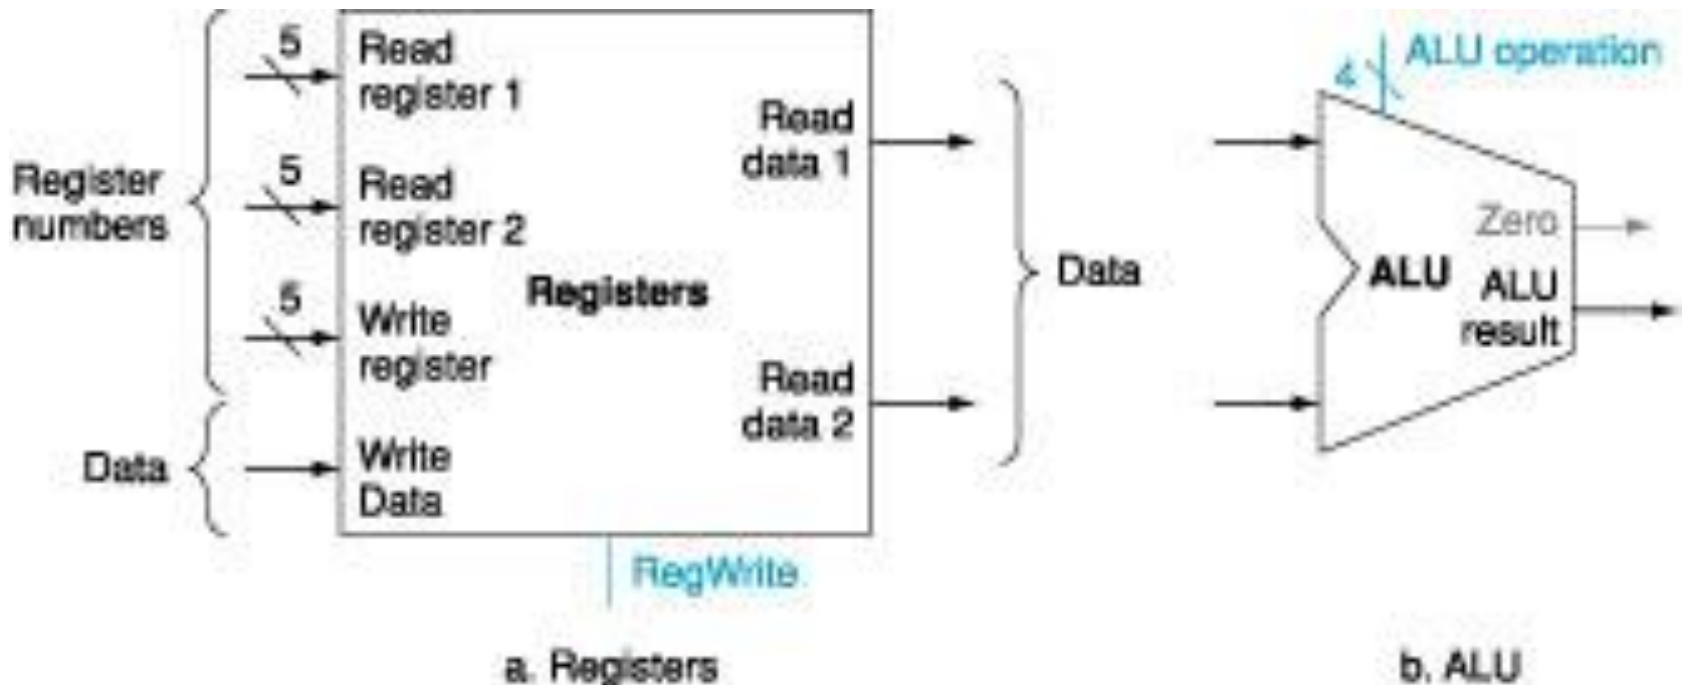 Register
numbers
Data
5
Read
register 1
5
Read
register 2
5
Write
register
Write
Data
Registers
Read
data 1
Read
data 2
RegWrite
Data
a. Registers
4
ALU operation
Zero
ALU
ALU
result
b. ALU